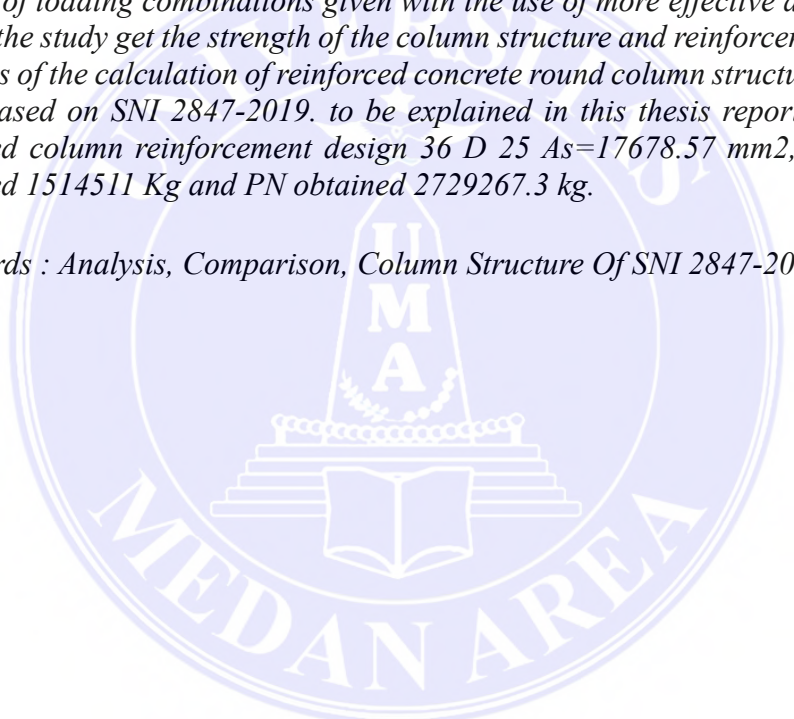 of loading combinations given with the use of more effective a
the study get the strength of the column structure and reinforce
s of the calculation of reinforced concrete round column structu
ased on SNI 2847-2019. to be explained in this thesis repor
ed column reinforcement design 36 D 25 As=17678.57 mm2,
ed 1514511 Kg and PN obtained 2729267.3 kg.
rds : Analysis, Comparison, Column Structure Of SNI 2847-20
UNIVERSITAS
U
M
A
MEDAN AREA